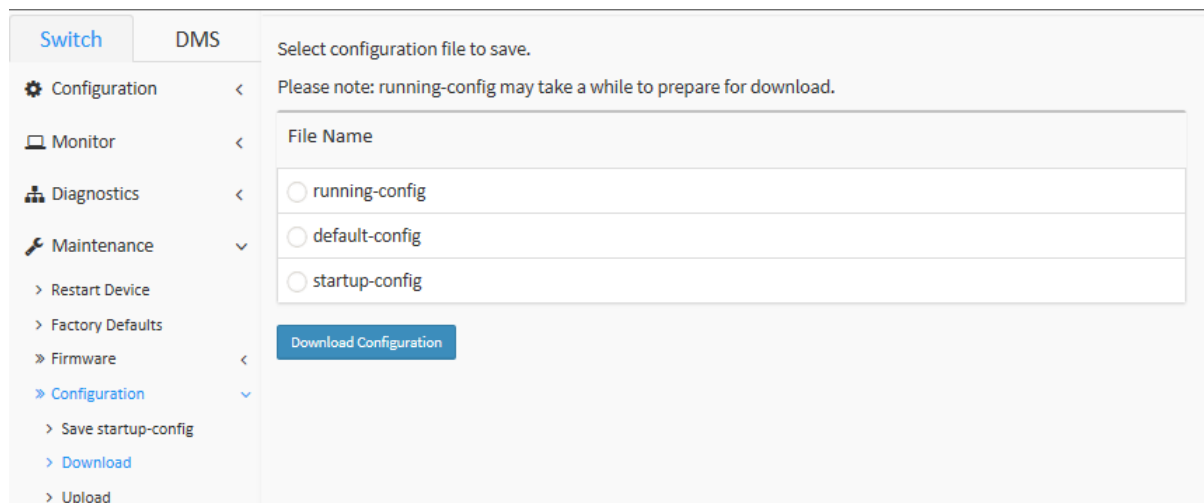 Switch
DMS
Configuration
Monitor
Diagnostics
Maintenance
Restart Device
Factory Defaults
Firmware
Configuration
Save startup-config
Download
Upload
Select configuration file to save.
Please note: running-config may take a while to prepare for download.
File Name
running-config
default-config
startup-config
Download Configuration